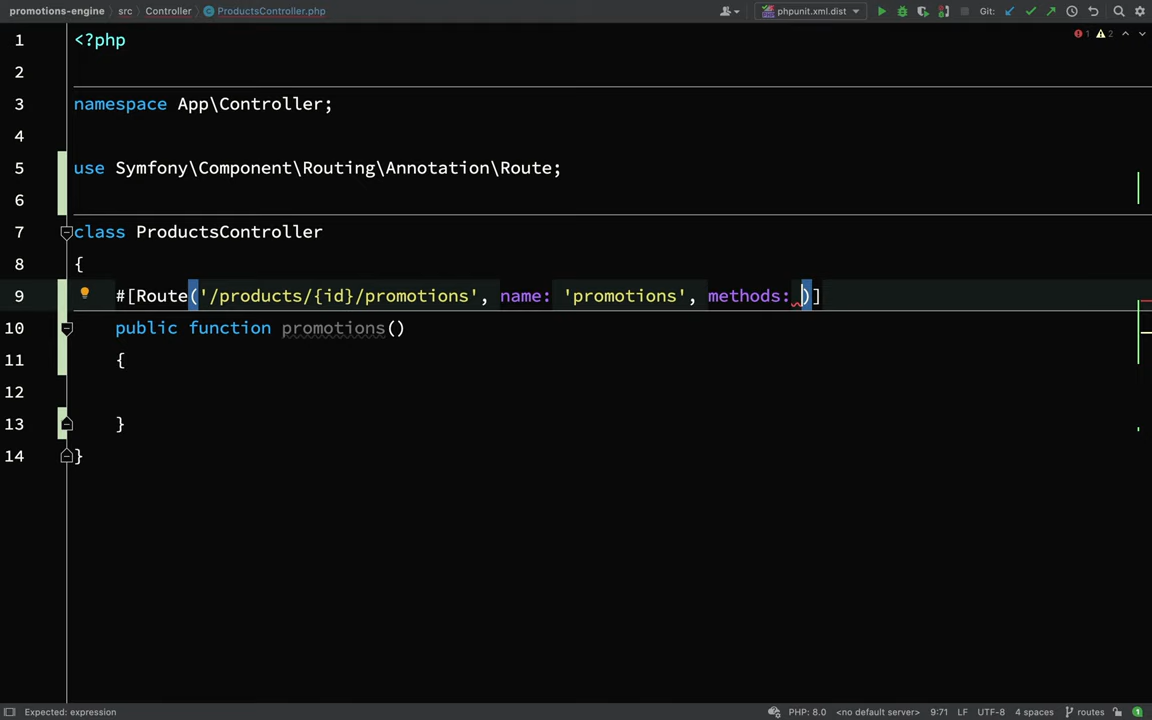 promotions-engine src Controller ProductsController.php phpunit.xml.dist Git:
1 <?php 1 2
2
3 namespace App\Controller;
4
5 use Symfony\Component\Routing\Annotation\Route;
6
7 class ProductsController
8 {
9 #[Route('/products/{id}/promotions', name: 'promotions', methods: )]
10 public function promotions()
11 {
12
13 }
14 }
Expected: expression PHP: 8.0 <no default server> 9:71 LF UTF-8 4 spaces routes 1